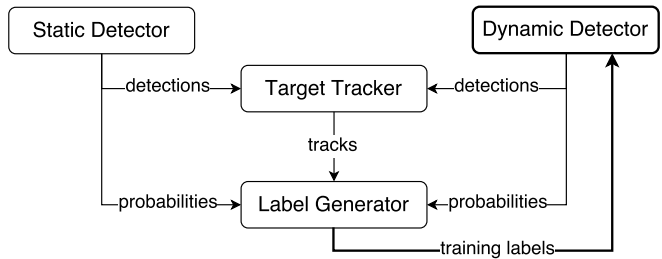 Static Detector
Dynamic Detector
detections
Target Tracker
detections
tracks
probabilities
Label Generator
probabilities
training labels